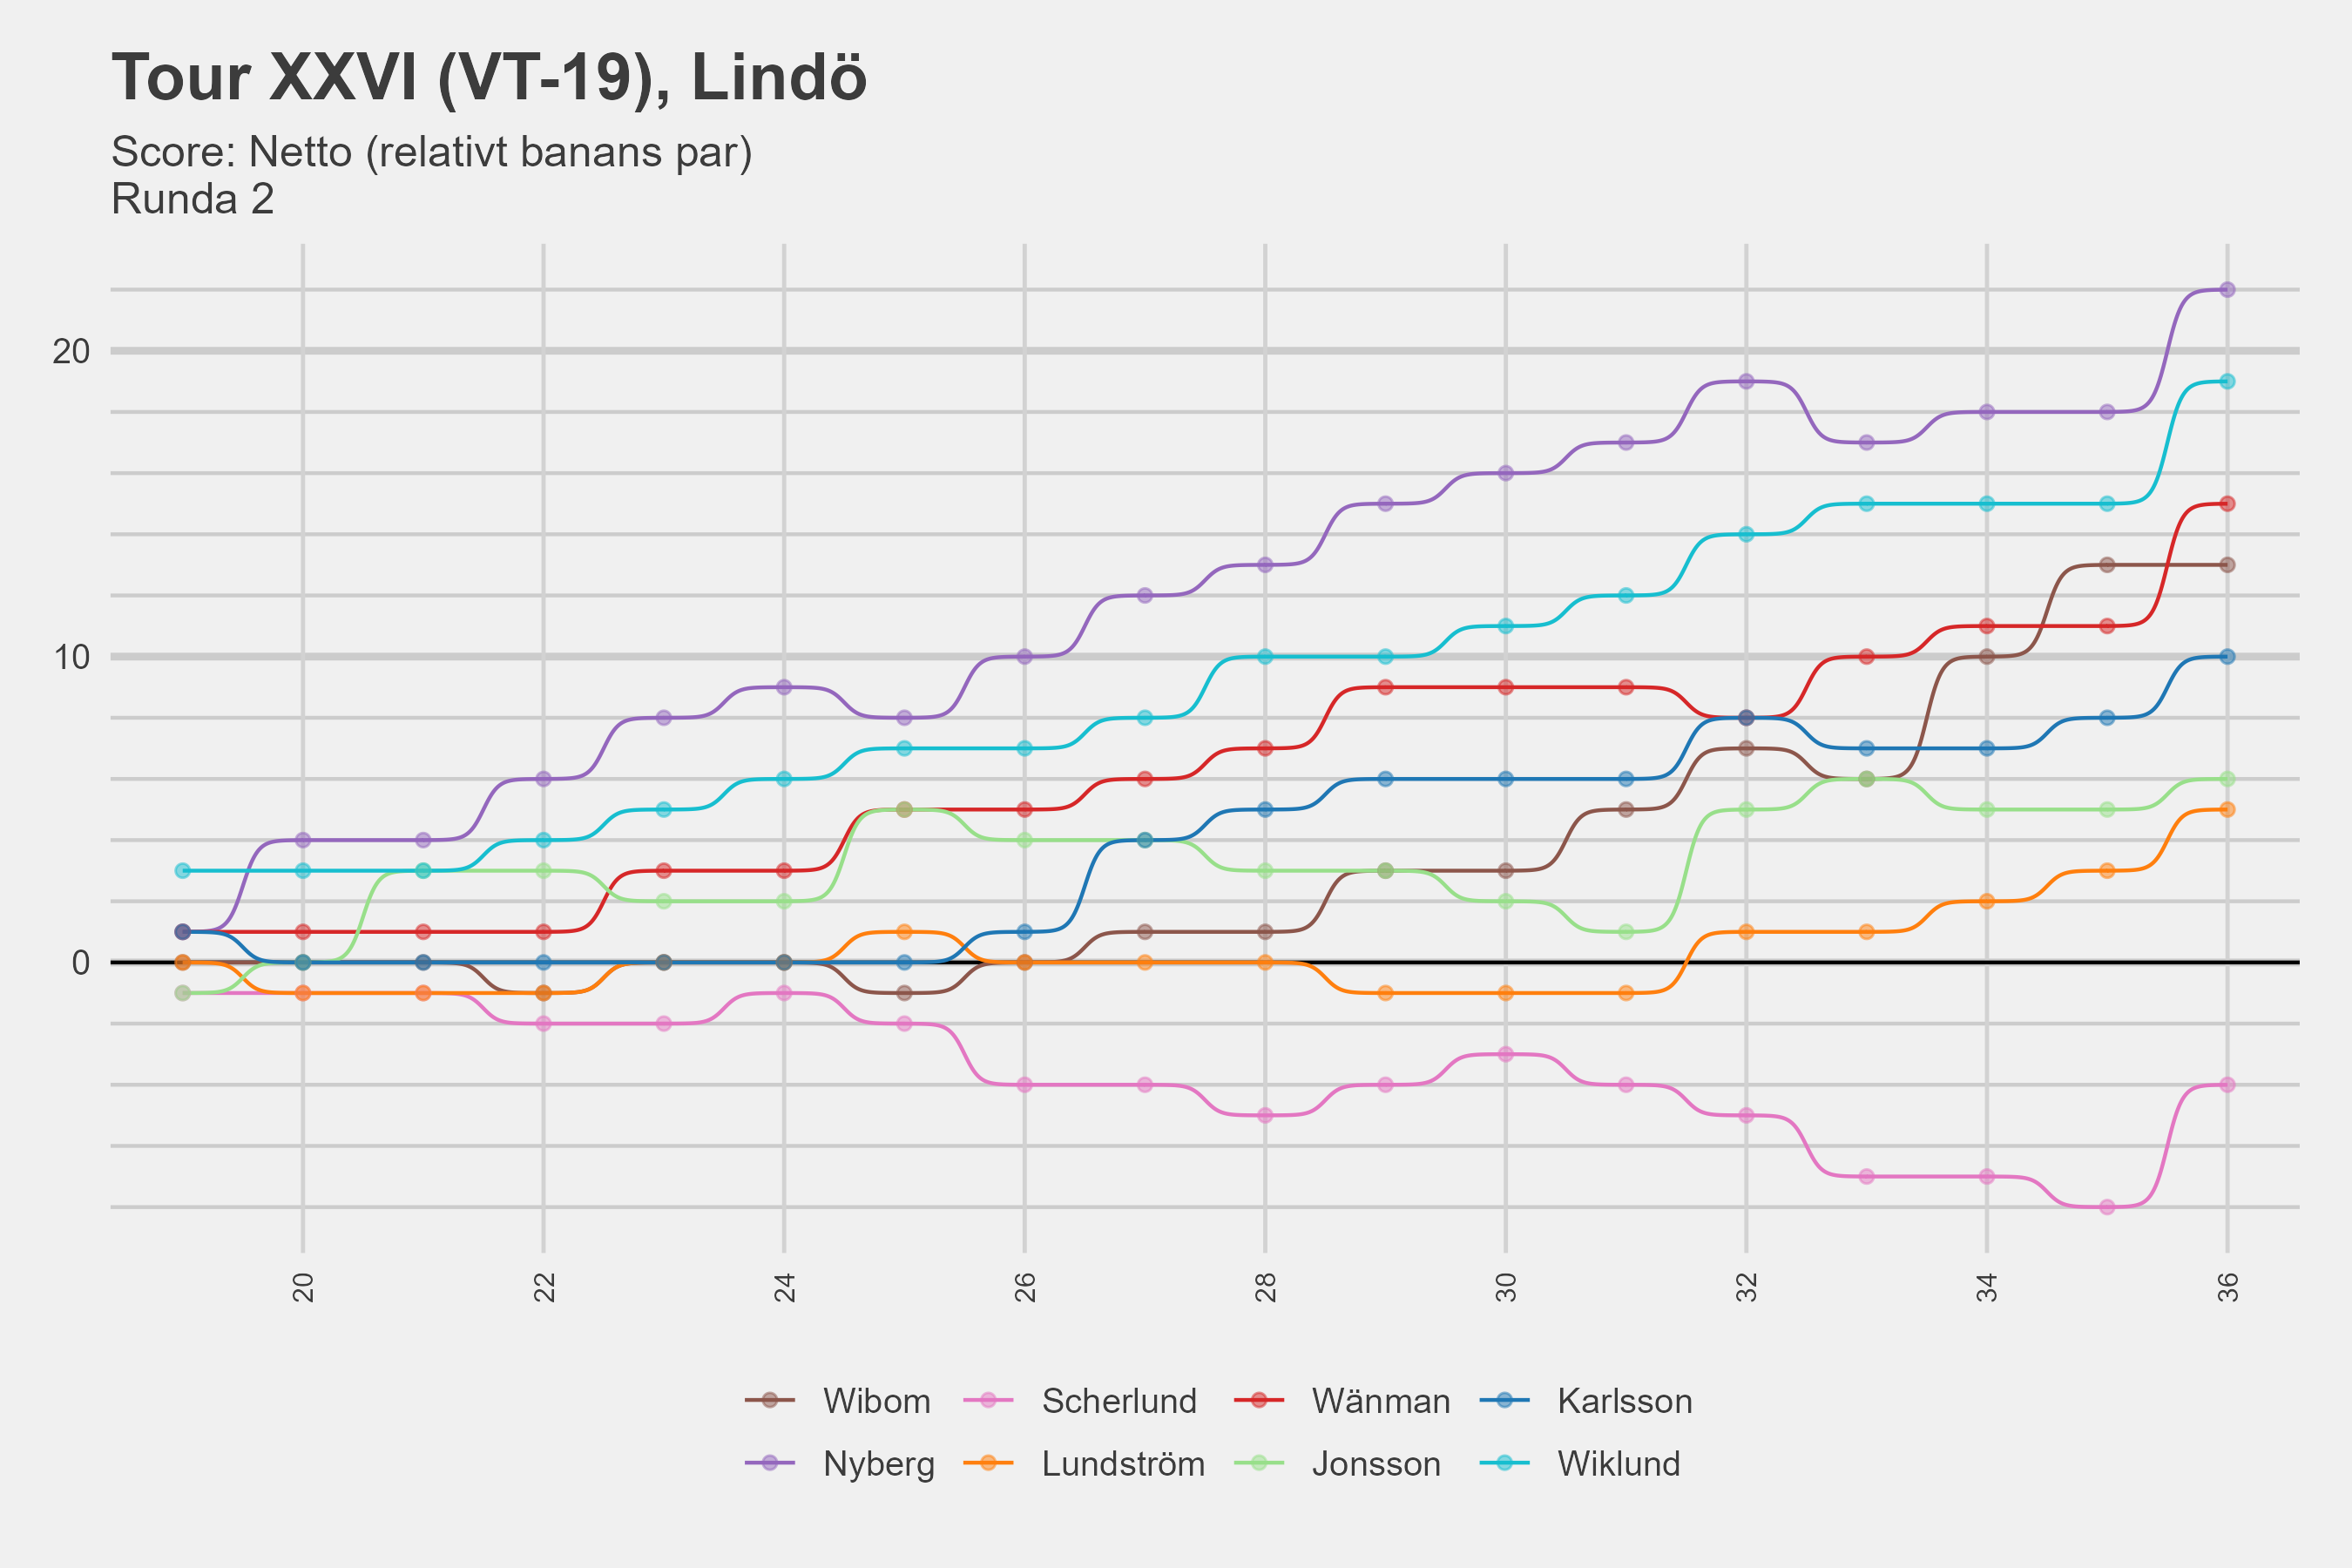 Tour XXVI (VT-19), Lindö
Score: Netto (relativt banans par)
Runda 2
20
10
0
20 22 24 26 28 30 32 34 36
Wibom Scherlund Wänman Karlsson
Nyberg Lundström Jonsson Wiklund